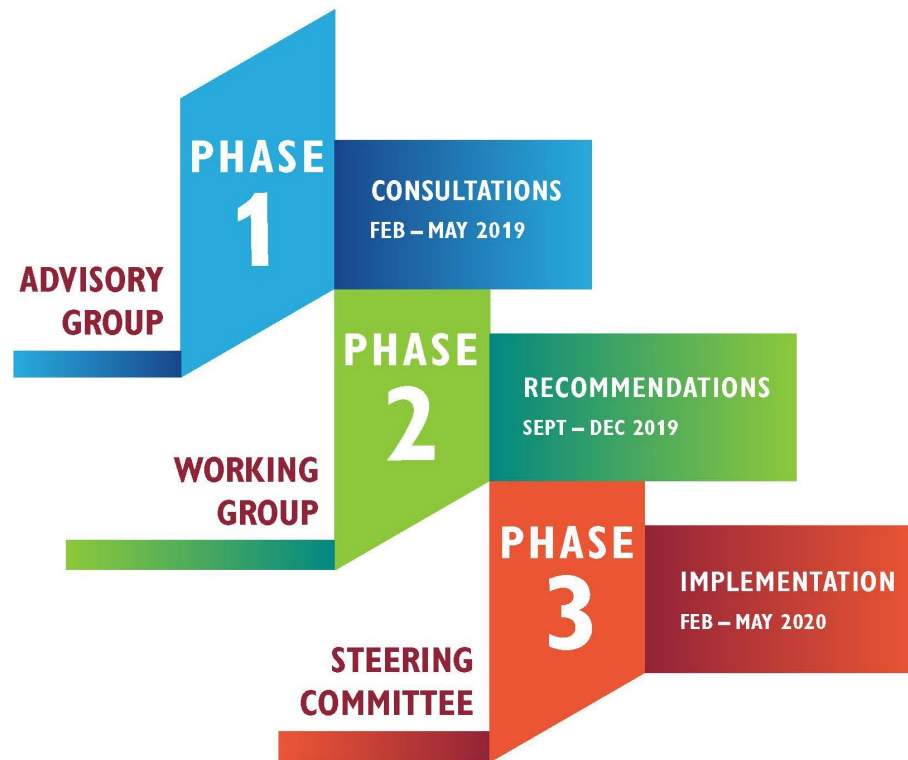 PHASE
1
CONSULTATIONS
FEB – MAY 2019
ADVISORY
GROUP
PHASE
2
RECOMMENDATIONS
SEPT – DEC 2019
WORKING
GROUP
PHASE
3
IMPLEMENTATION
FEB – MAY 2020
STEERING
COMMITTEE